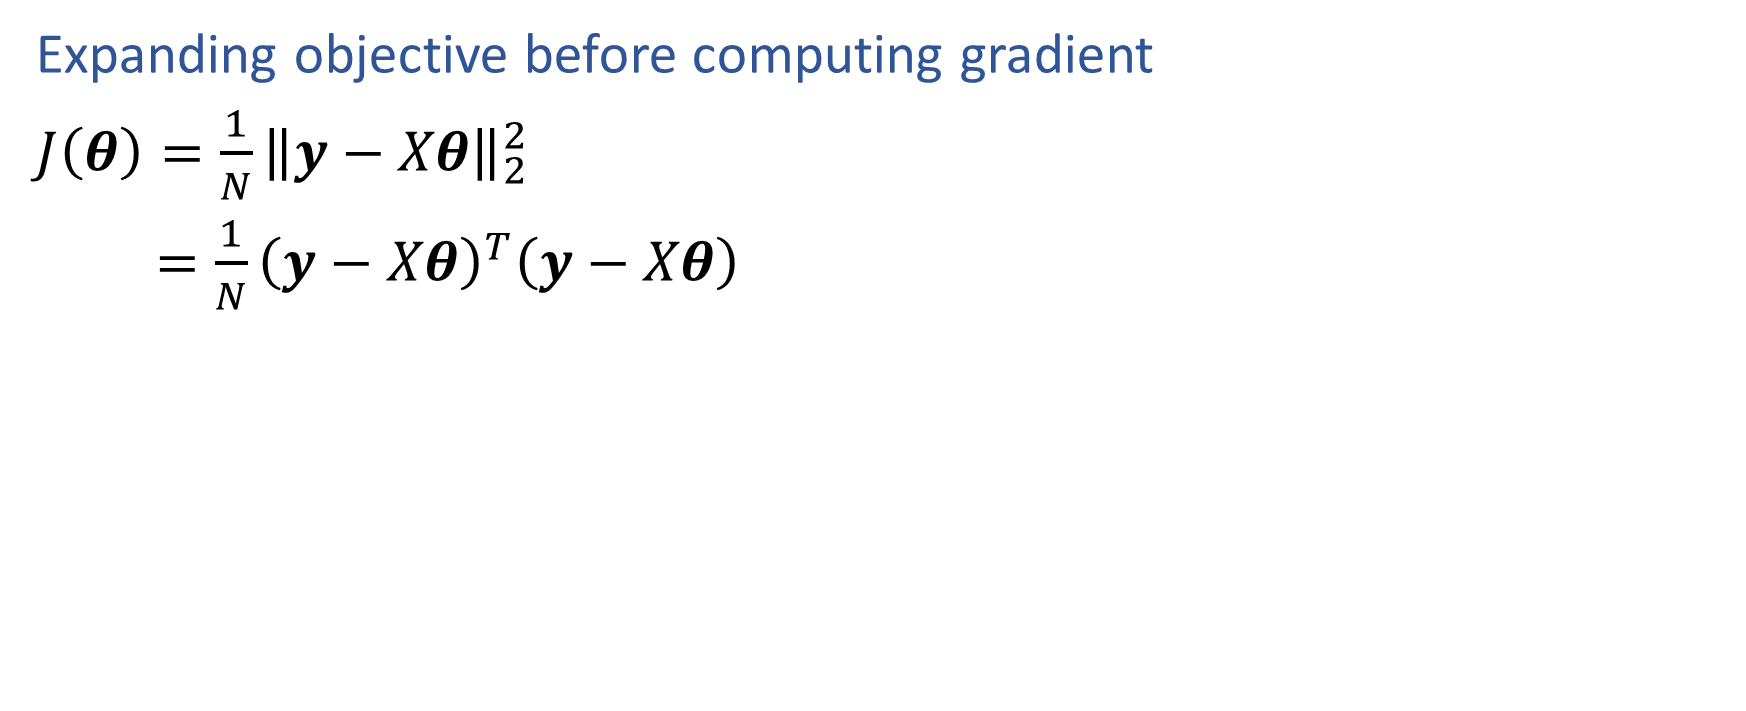 Expanding objective before computing gradient
J(θ) = 1/N ‖y − Xθ‖₂²
= 1/N (y − Xθ)ᵀ(y − Xθ)